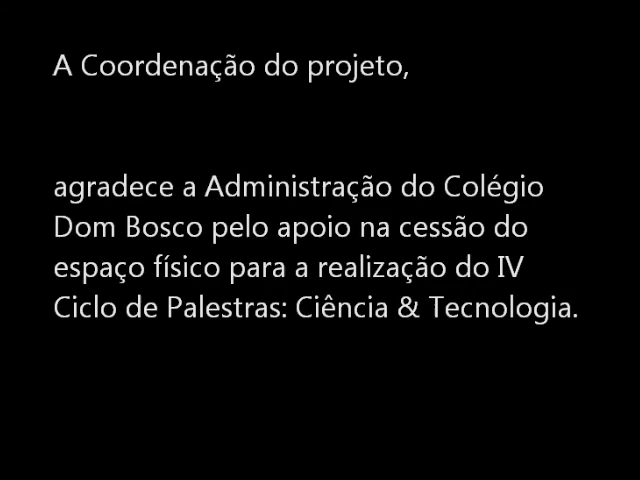 A Coordenação do projeto,
agradece a Administração do Colégio
Dom Bosco pelo apoio na cessão do
espaço físico para a realização do IV
Ciclo de Palestras: Ciência & Tecnologia.